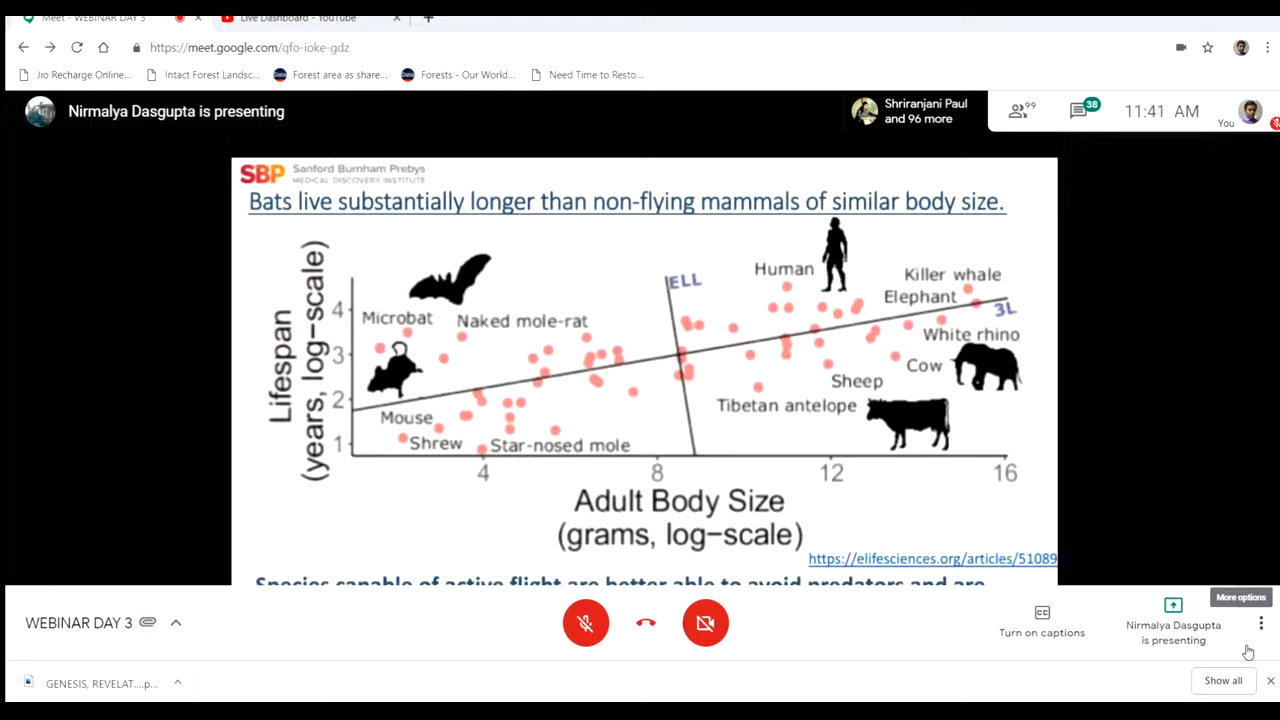 Meet - WEBINAR DAY 3
Live Dashboard - YouTube
https://meet.google.com/qfo-ioke-gdz
Jio Recharge Online...
Intact Forest Landsc...
Forest area as share...
Forests - Our World...
Need Time to Resto...
Nirmalya Dasgupta is presenting
Shriranjani Paul
and 96 more
99
38
11:41 AM
You
SBP
Sanford Burnham Prebys
MEDICAL DISCOVERY INSTITUTE
Bats live substantially longer than non-flying mammals of similar body size.
Lifespan
(years, log-scale)
4
3
2
1
Microbat
Naked mole-rat
Mouse
Shrew
Star-nosed mole
ELL
Human
Killer whale
Elephant
3L
White rhino
Cow
Sheep
Tibetan antelope
4
8
12
16
Adult Body Size
(grams, log-scale)
https://elifesciences.org/articles/51089
Species capable of active flight are better able to avoid predators and are
WEBINAR DAY 3
CC
Turn on captions
Nirmalya Dasgupta
is presenting
More options
GENESIS, REVELAT....p...
Show all